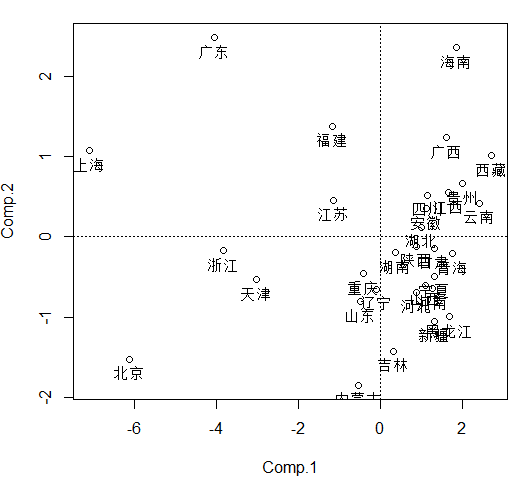 广东
海南
2
福建
广西
上海
西藏
1
贵州
四川
江西
云南
江苏
安徽
Comp.2
0
湖北
浙江
陕西
甘肃
湖南
青海
重庆
天津
宁夏
辽宁
山西
河南
河北
山东
-1
黑龙江
新疆
吉林
北京
内蒙古
-2
-6
-4
-2
0
2
Comp.1